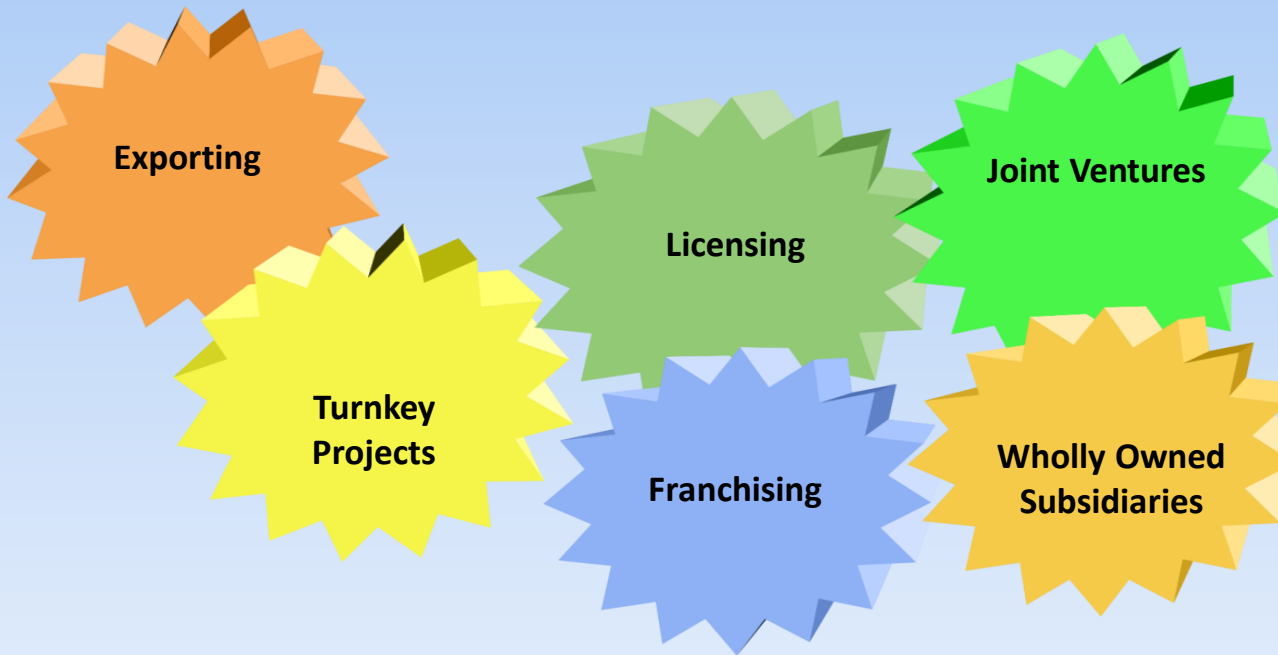 Exporting
Turnkey
Projects
Licensing
Franchising
Joint Ventures
Wholly Owned
Subsidiaries